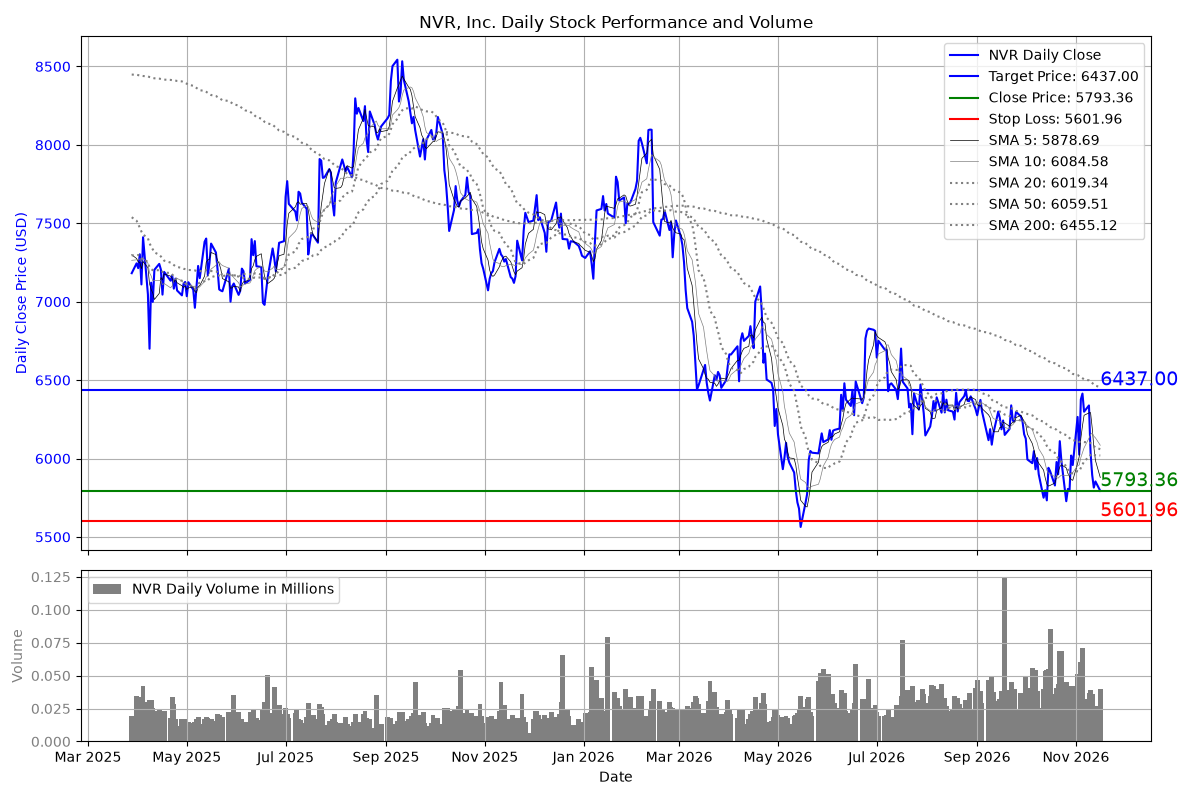 NVR, Inc. Daily Stock Performance and Volume
Daily Close Price (USD)
8500
8000
7500
7000
6500
6000
5500
NVR Daily Close
Target Price: 6437.00
Close Price: 5793.36
Stop Loss: 5601.96
SMA 5: 5878.69
SMA 10: 6084.58
SMA 20: 6019.34
SMA 50: 6059.51
SMA 200: 6455.12
6437.00
5793.36
5601.96
Volume
0.125
0.100
0.075
0.050
0.025
0.000
NVR Daily Volume in Millions
Mar 2025 May 2025 Jul 2025 Sep 2025 Nov 2025 Jan 2026 Mar 2026 May 2026 Jul 2026 Sep 2026 Nov 2026
Date